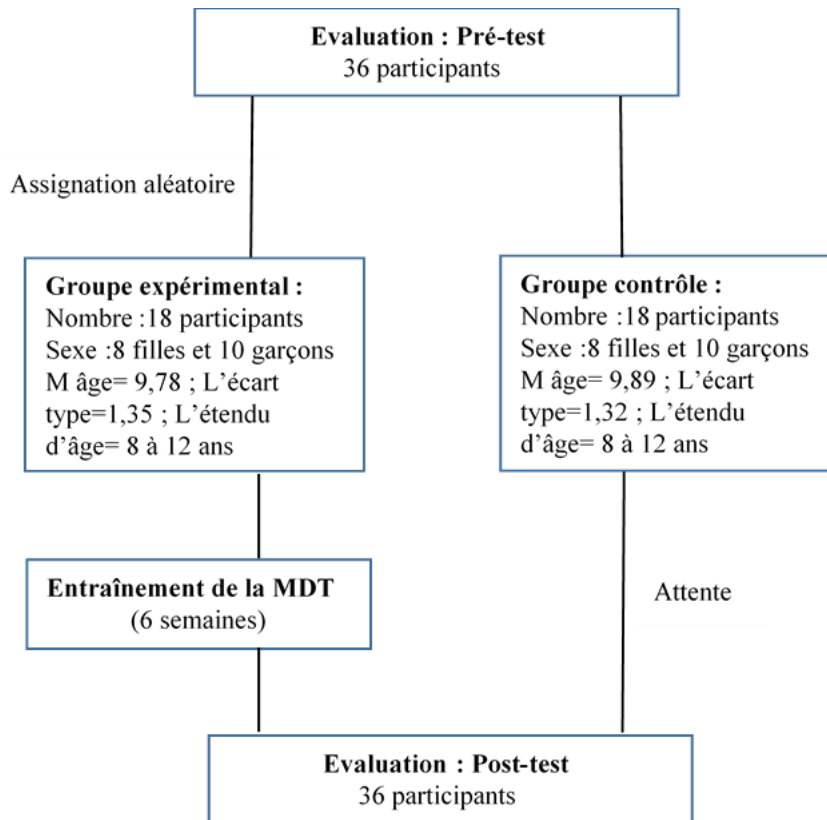 Evaluation : Pré-test
36 participants
Assignation aléatoire
Groupe expérimental :
Nombre :18 participants
Sexe :8 filles et 10 garçons
M âge= 9,78 ; L’écart
type=1,35 ; L’étendu
d’âge= 8 à 12 ans
Groupe contrôle :
Nombre :18 participants
Sexe :8 filles et 10 garçons
M âge= 9,89 ; L’écart
type=1,32 ; L’étendu
d’âge= 8 à 12 ans
Entraînement de la MDT
(6 semaines)
Attente
Evaluation : Post-test
36 participants